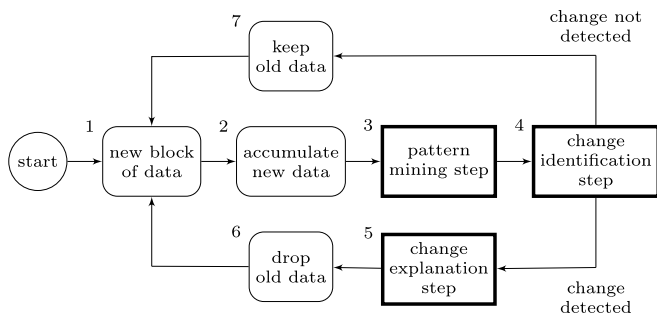 7
keep
old data
change not
detected
start
1
new block
of data
2
accumulate
new data
3
pattern
mining step
4
change
identification
step
6
drop
old data
5
change
explanation
step
change
detected